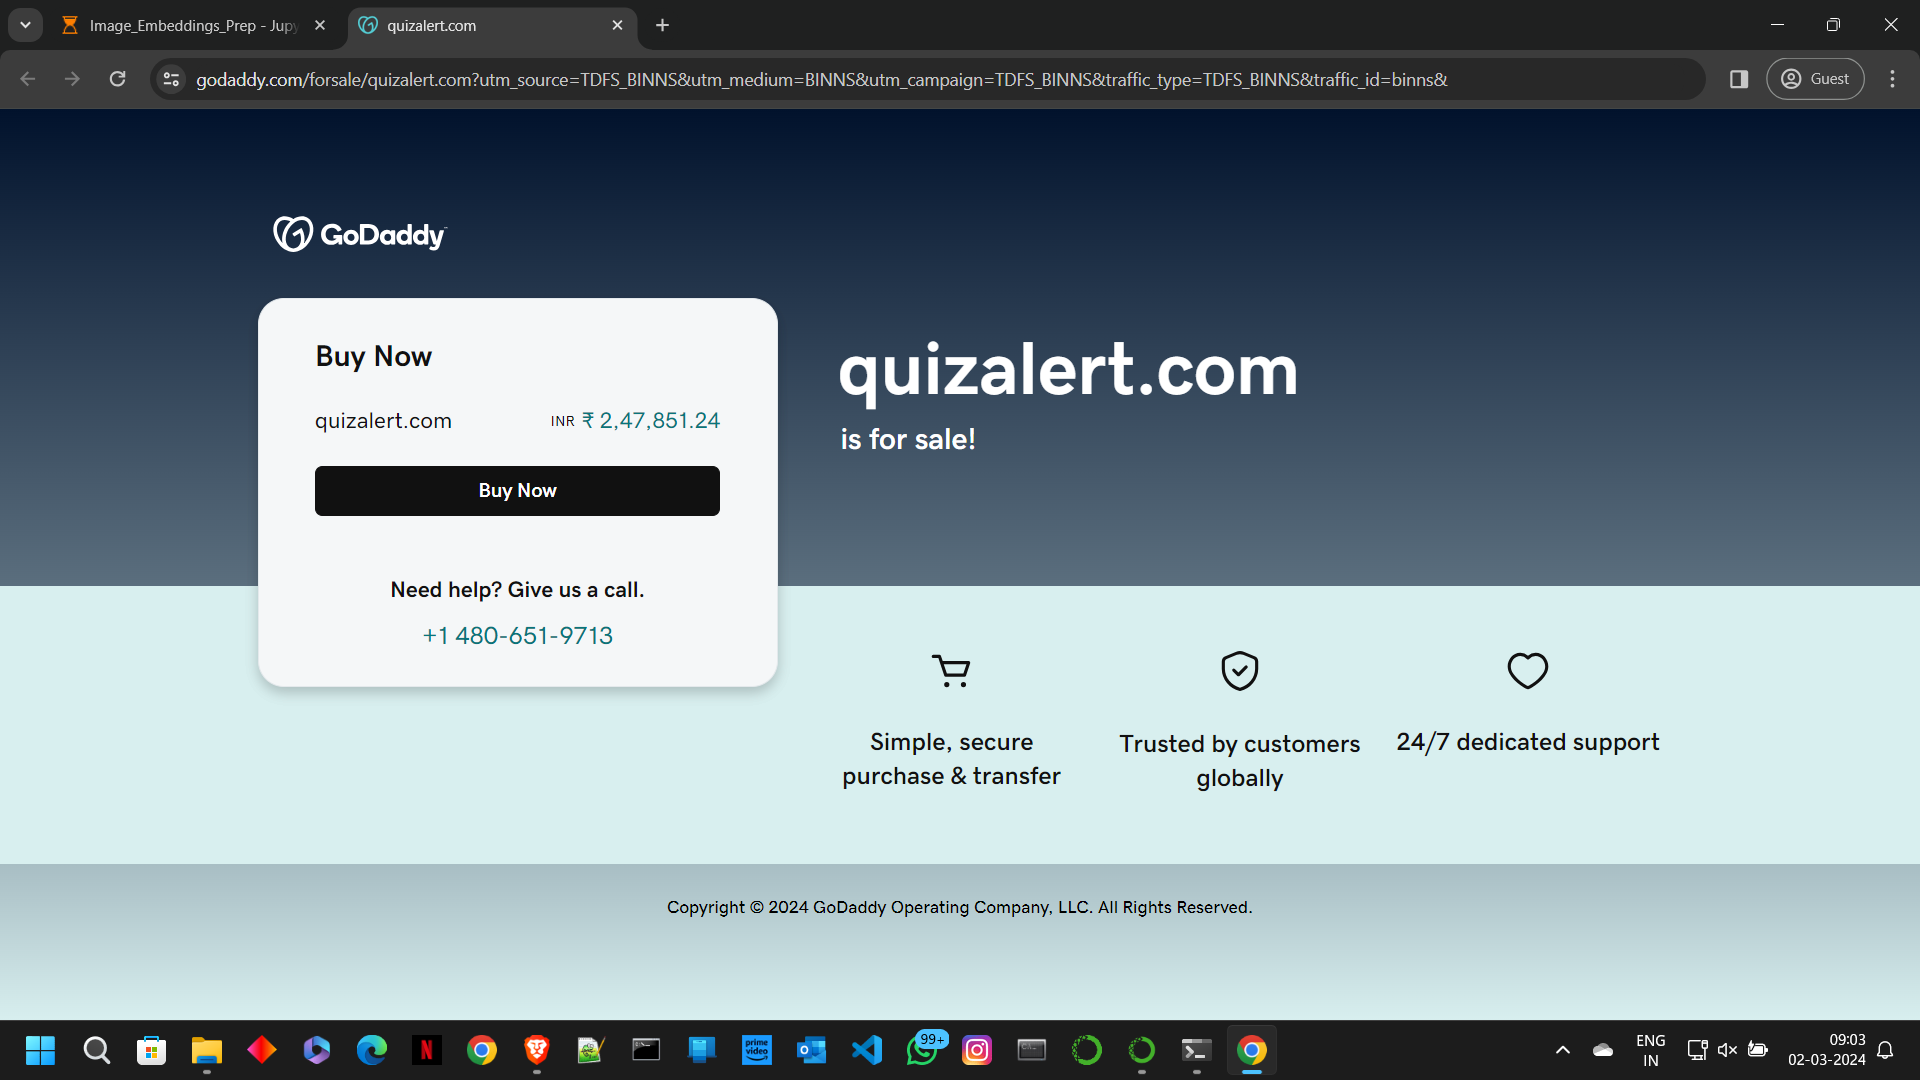 Image_Embeddings_Prep - Jupy
quizalert.com
godaddy.com/forsale/quizalert.com?utm_source=TDFS_BINNS&utm_medium=BINNS&utm_campaign=TDFS_BINNS&traffic_type=TDFS_BINNS&traffic_id=binns&
Guest
GoDaddy
Buy Now
quizalert.com INR ₹ 2,47,851.24
Buy Now
Need help? Give us a call.
+1 480-651-9713
quizalert.com
is for sale!
Simple, secure
purchase & transfer
Trusted by customers
globally
24/7 dedicated support
Copyright © 2024 GoDaddy Operating Company, LLC. All Rights Reserved.
prime
video
99+
ENG
IN
09:03
02-03-2024